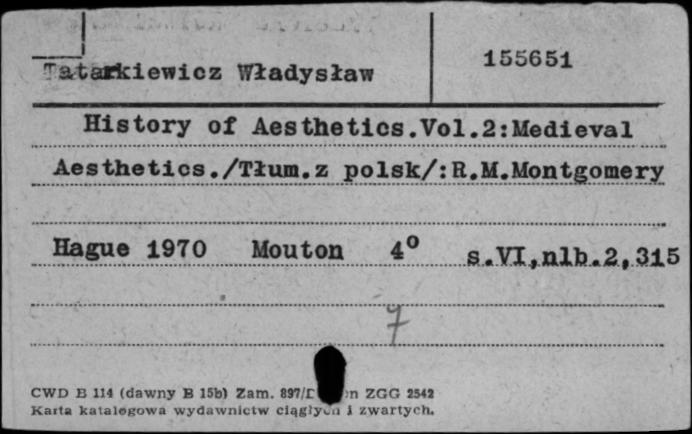 Tatarkiewicz Władysław 155651
History of Aesthetics.Vol.2:Medieval
Aesthetics./Tłum.z polsk/:R.M.Montgomery
Hague 1970 Mouton 4° s.VI,nlb.2,315
7
CWD B 114 (dawny B 15b) Zam. 897/ ZGG 2542
Karta katalogowa wydawnictw ciągłych i zwartych.